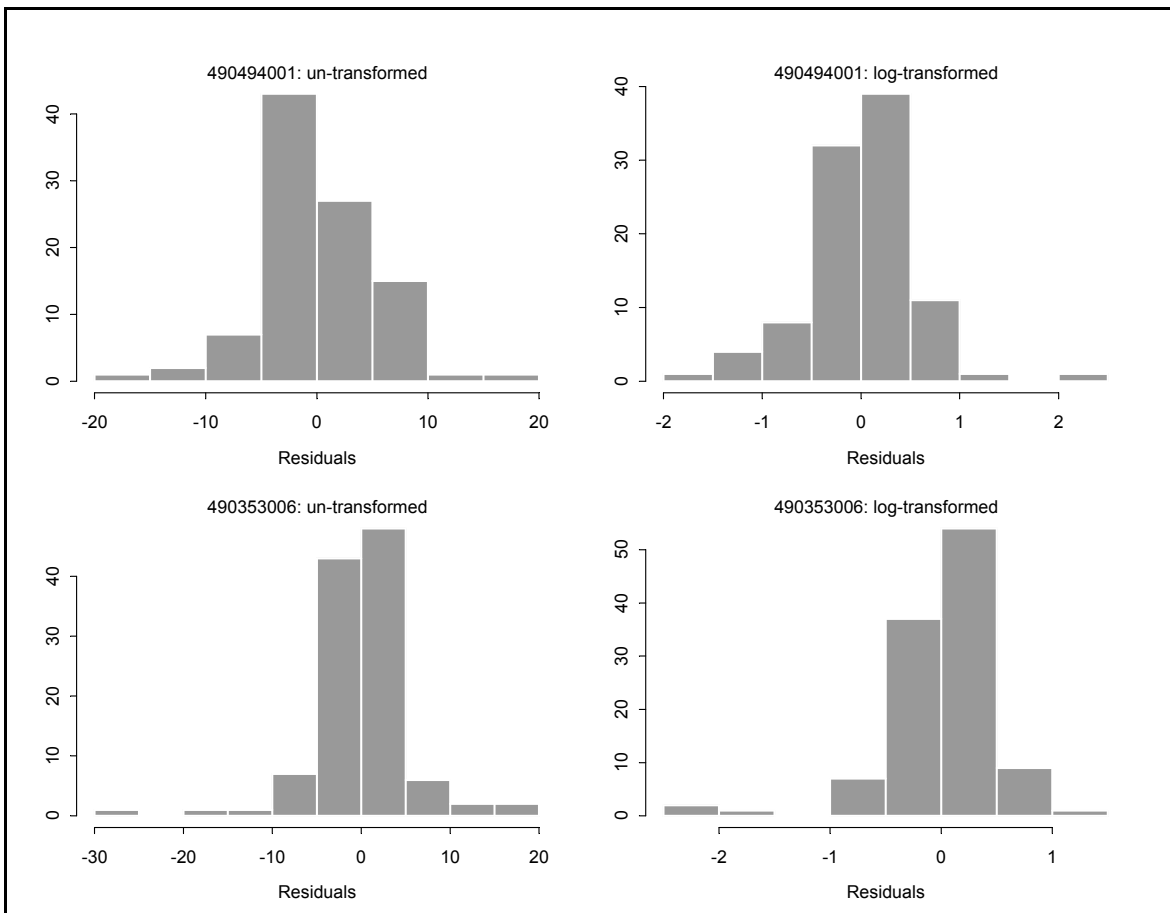 490494001: un-transformed
40
30
20
10
0
-20 -10 0 10 20
Residuals
490494001: log-transformed
40
30
20
10
0
-2 -1 0 1 2
Residuals
490353006: un-transformed
40
30
20
10
0
-30 -20 -10 0 10 20
Residuals
490353006: log-transformed
50
40
30
20
10
0
-2 -1 0 1
Residuals